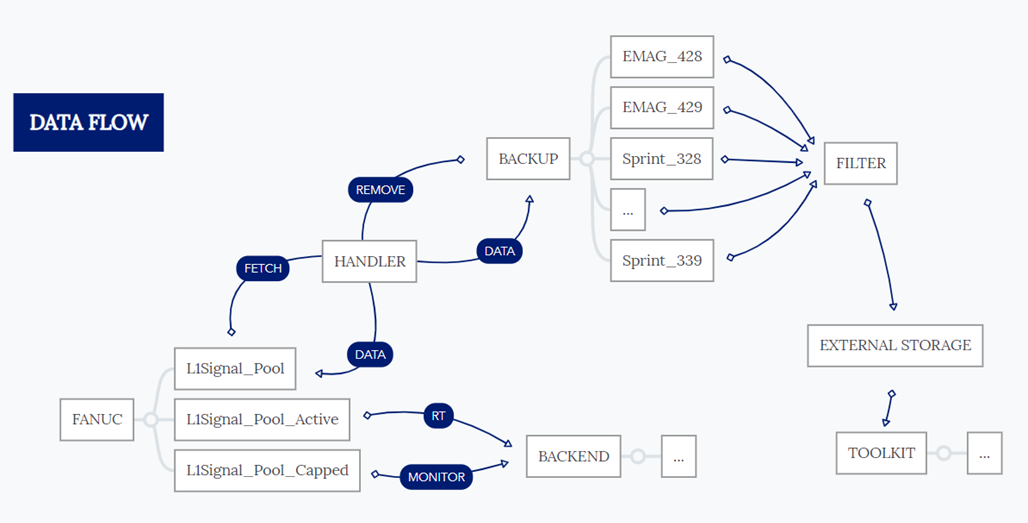 DATA FLOW
EMAG_428
EMAG_429
BACKUP
Sprint_328
FILTER
REMOVE
...
DATA
HANDLER
Sprint_339
FETCH
EXTERNAL STORAGE
DATA
L1Signal_Pool
FANUC
L1Signal_Pool_Active
RT
L1Signal_Pool_Capped
MONITOR
BACKEND
...
TOOLKIT
...